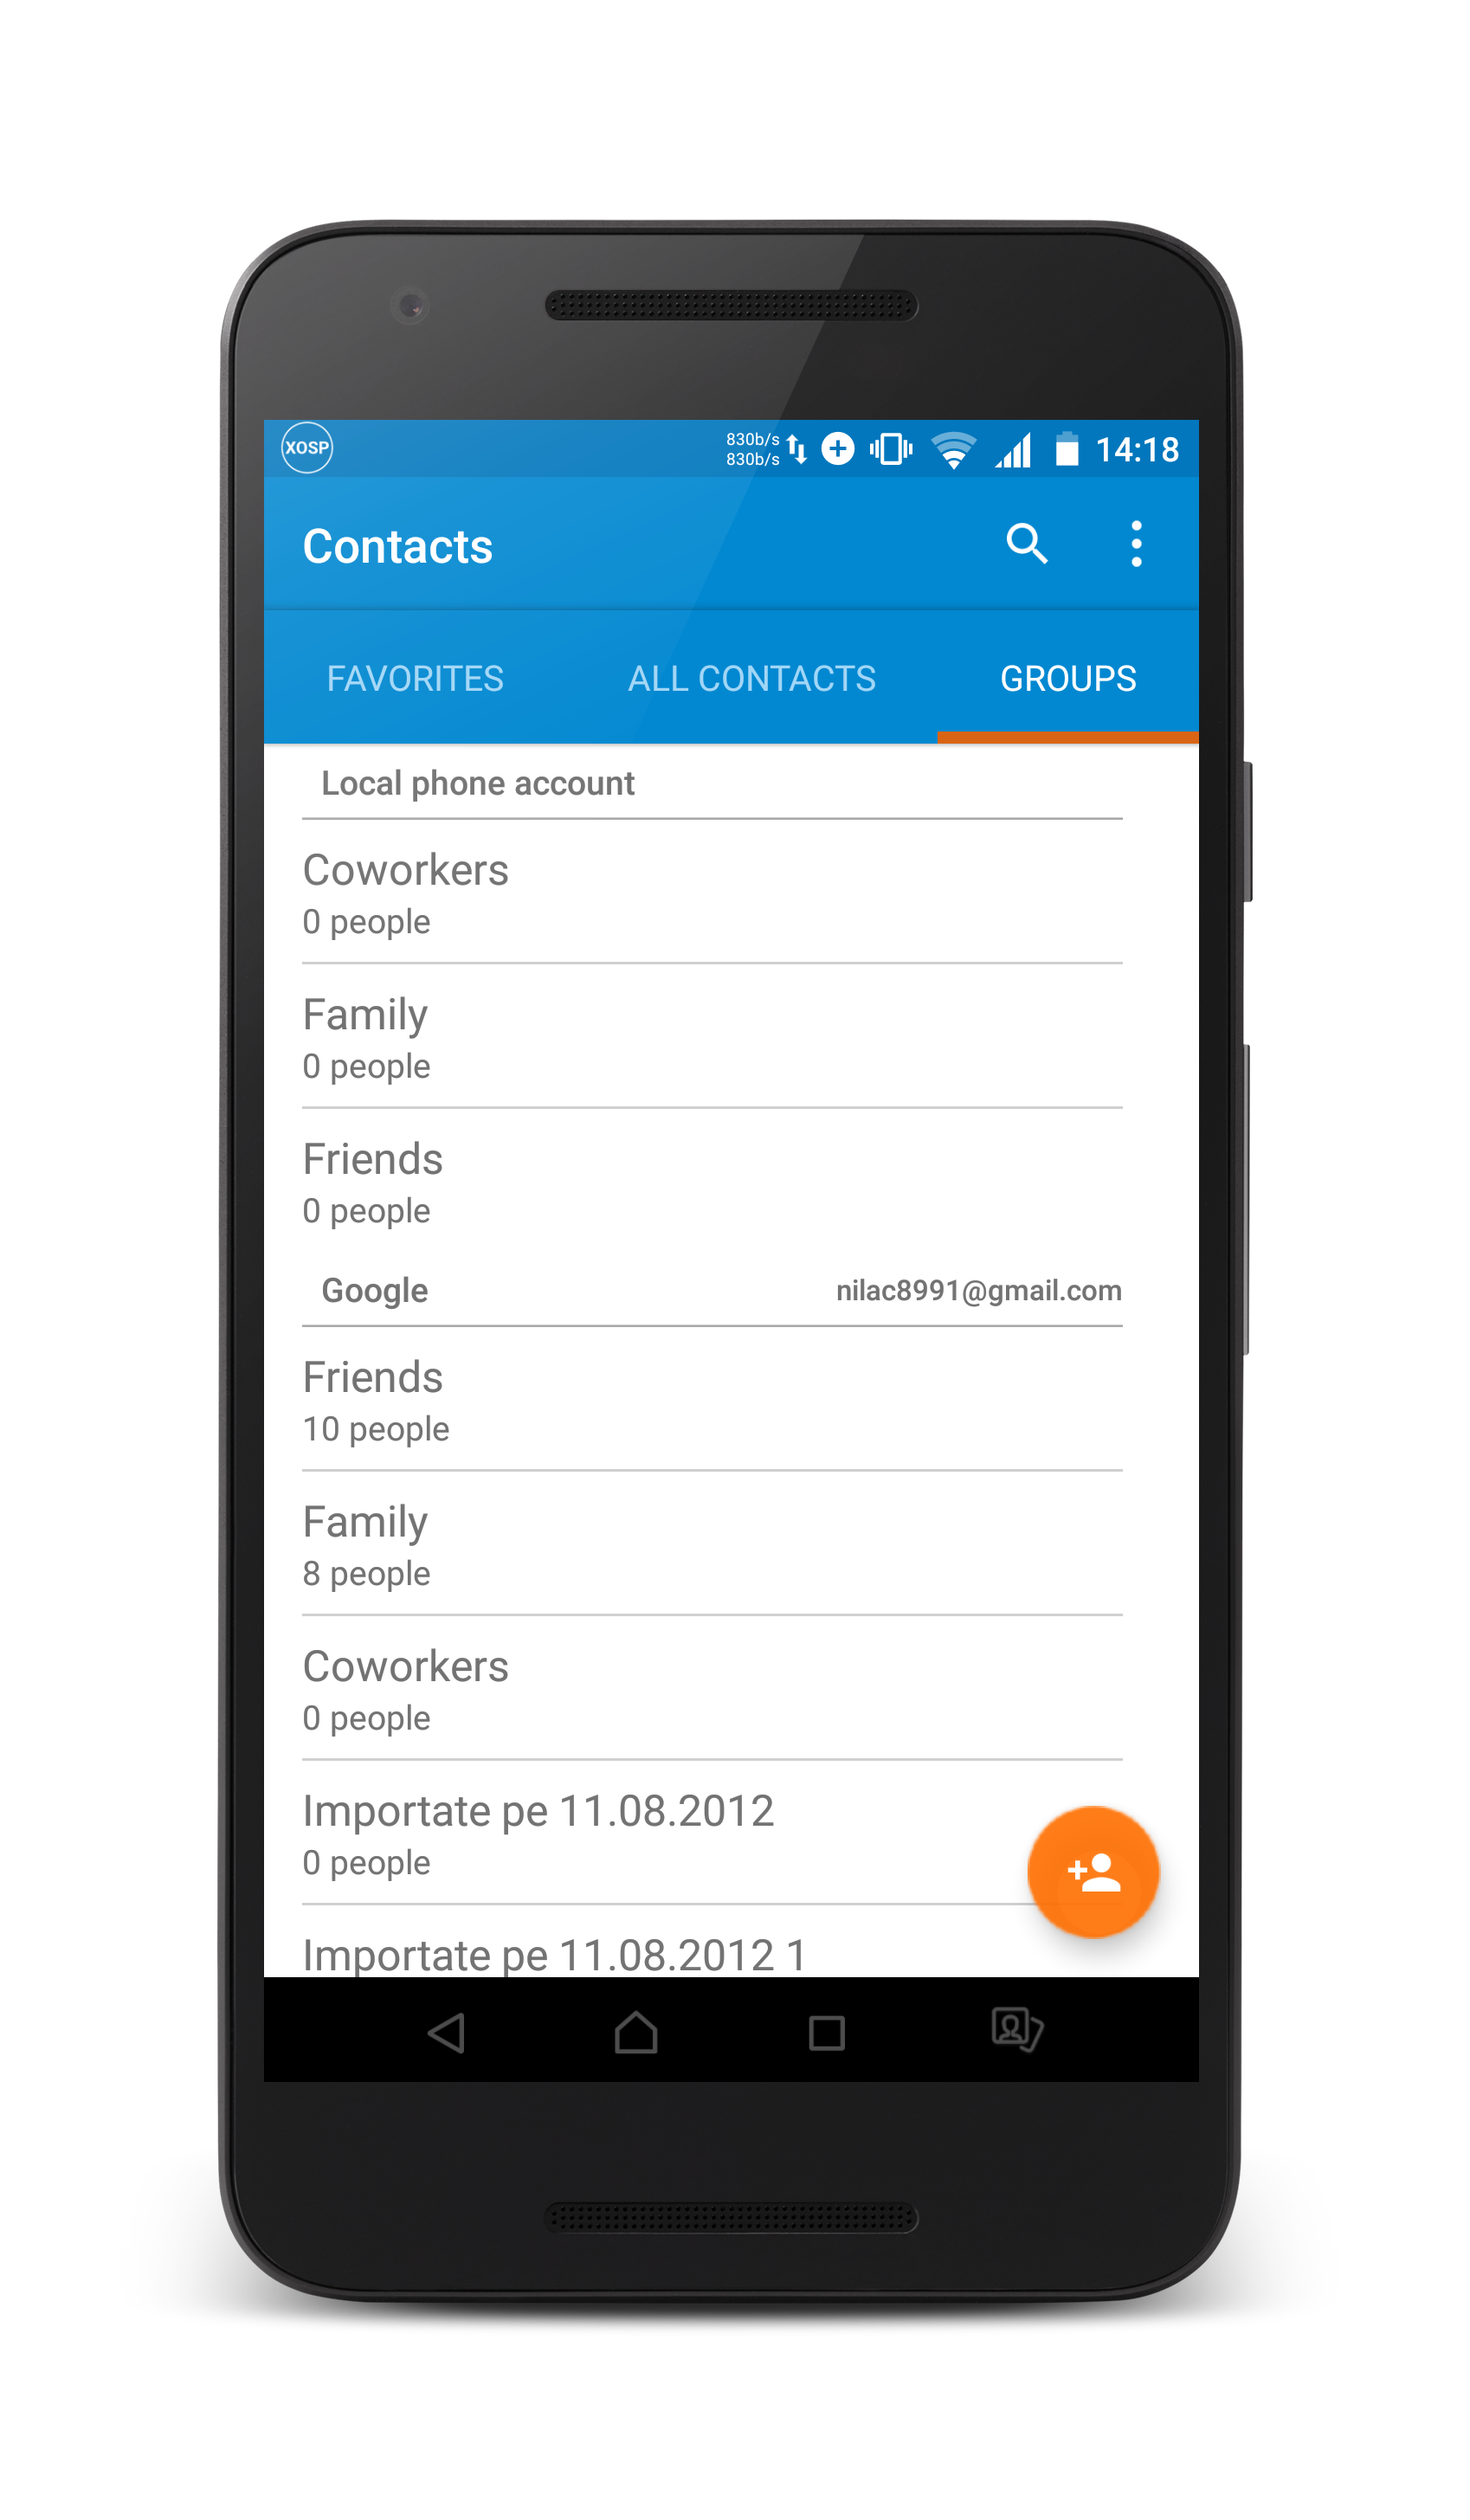 XOSP
830b/s
830b/s
14:18
Contacts
FAVORITES ALL CONTACTS GROUPS
Local phone account
Coworkers
0 people
Family
0 people
Friends
0 people
Google nilac8991@gmail.com
Friends
10 people
Family
8 people
Coworkers
0 people
Importate pe 11.08.2012
0 people
Importate pe 11.08.2012 1